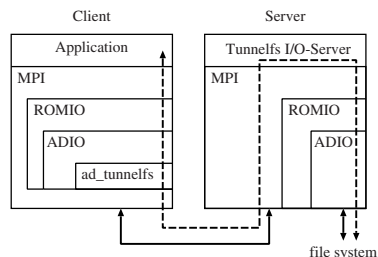 Client
Application
MPI
ROMIO
ADIO
ad_tunnelfs
Server
Tunnelfs I/O-Server
MPI
ROMIO
ADIO
file system